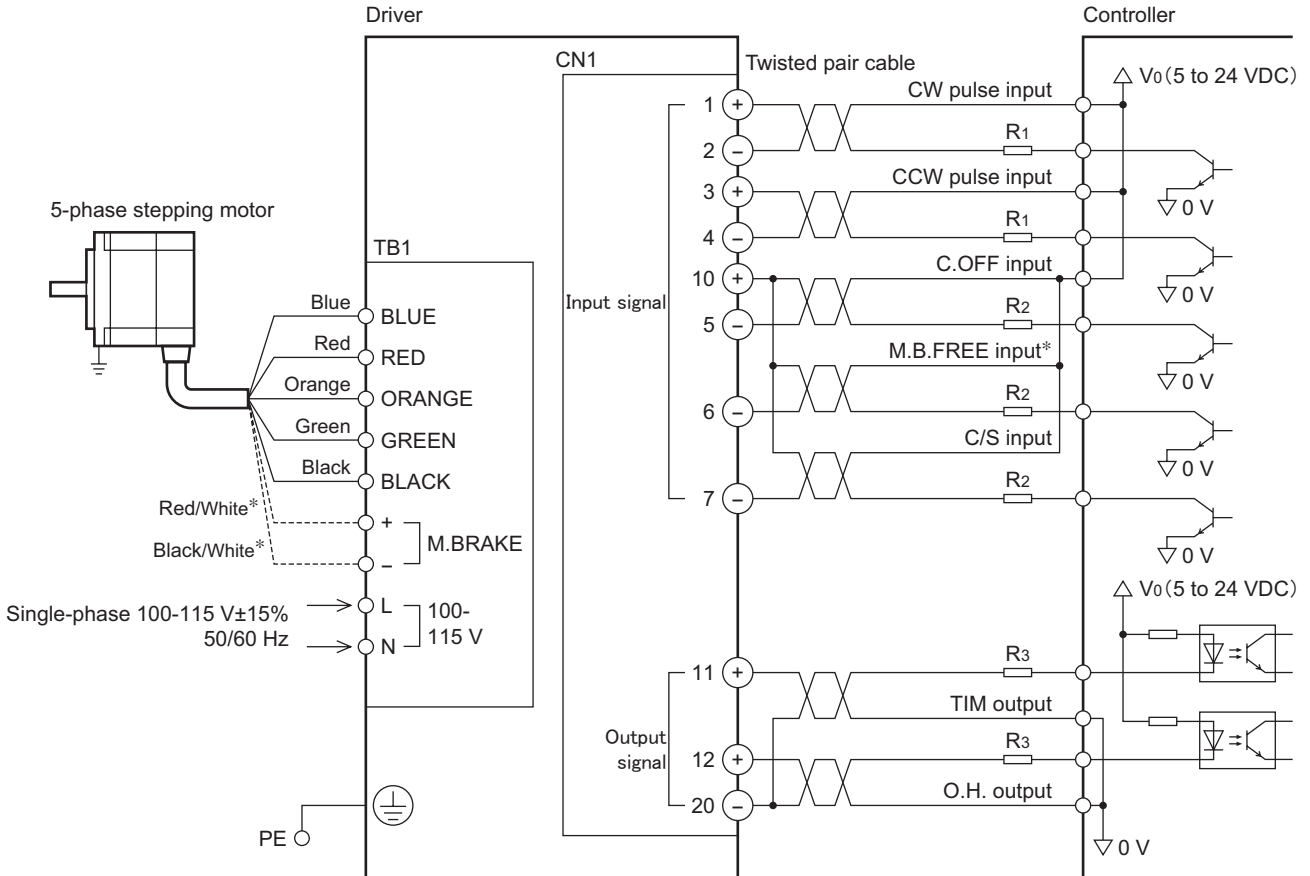 Driver
Controller
CN1
Twisted pair cable
V0(5 to 24 VDC)
1 + CW pulse input
2 − R1
0 V
3 + CCW pulse input
4 − R1
0 V
10 + C.OFF input
Input signal
5 − R2
0 V
M.B.FREE input*
6 − R2
0 V
C/S input
7 − R2
0 V
5-phase stepping motor
TB1
Blue BLUE
Red RED
Orange ORANGE
Green GREEN
Black BLACK
Red/White* +
M.BRAKE
Black/White* −
Single-phase 100-115 V±15%
50/60 Hz
L
N
100-
115 V
V0(5 to 24 VDC)
11 + R3
TIM output
Output
signal
12 + R3
20 − O.H. output
0 V
PE